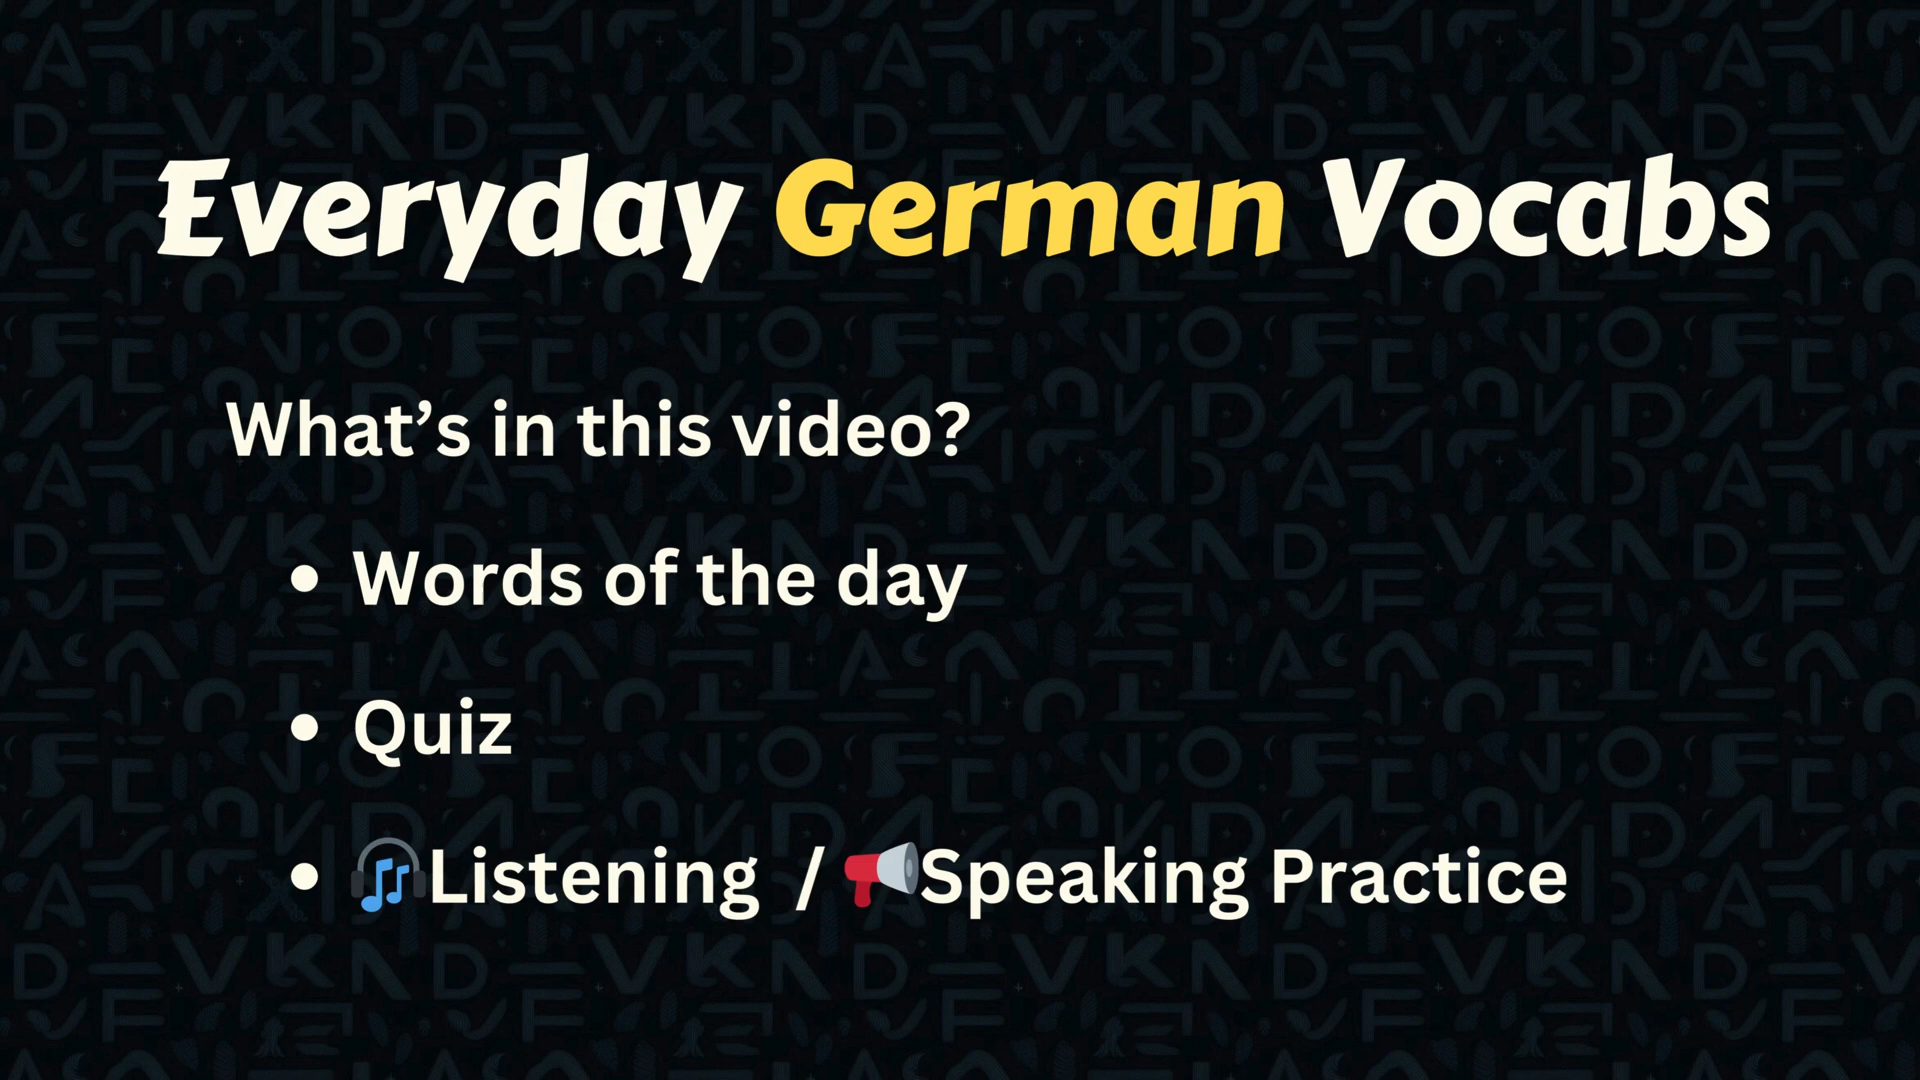 Everyday German Vocabs
What’s in this video?
• Words of the day
• Quiz
• 🎧Listening / 📢Speaking Practice